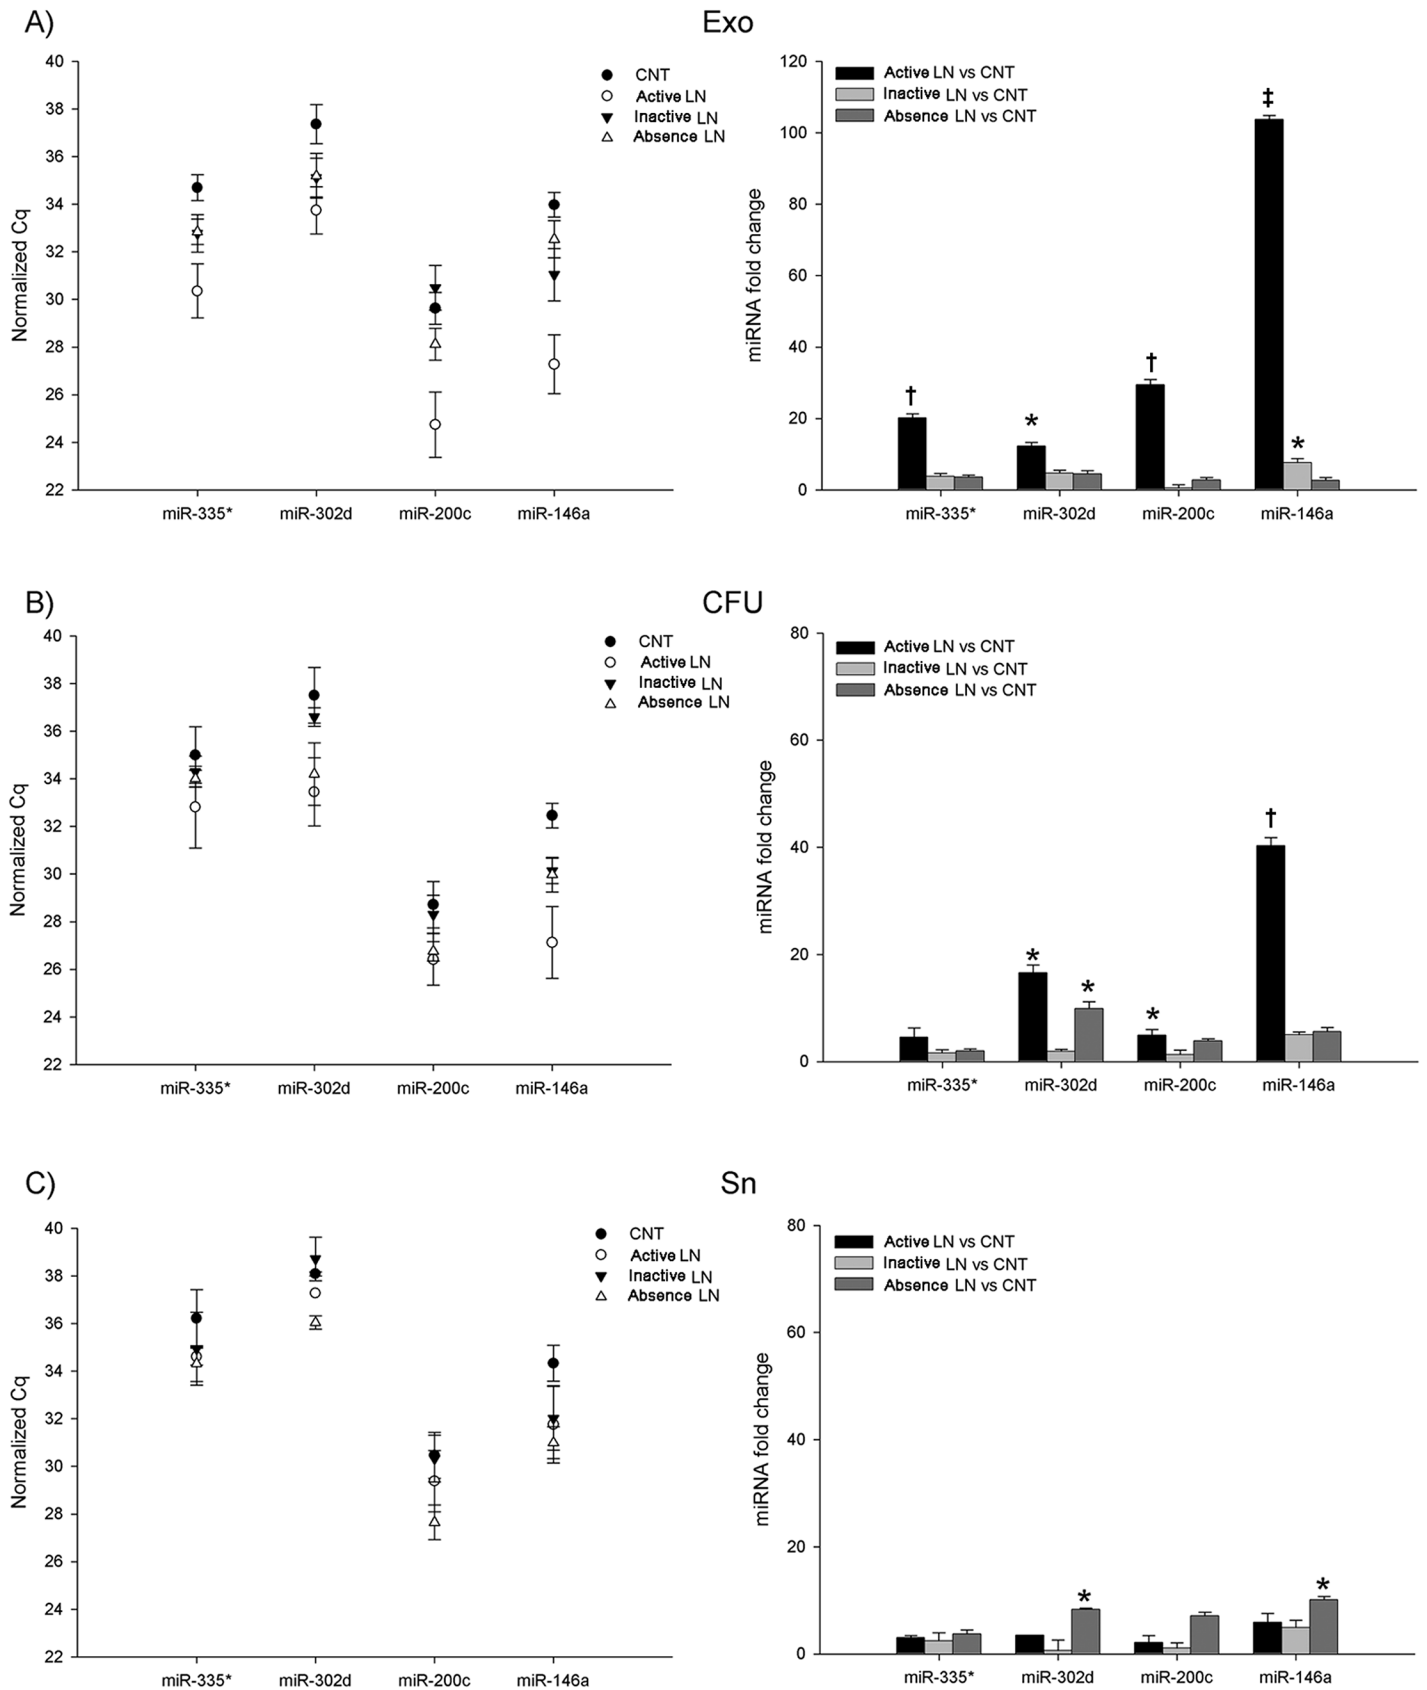 A)
Exo
40
38
36
34
32
30
28
26
24
22
Normalized Cq
CNT
Active LN
Inactive LN
Absence LN
miR-335*
miR-302d
miR-200c
miR-146a
120
100
80
60
40
20
0
miRNA fold change
Active LN vs CNT
Inactive LN vs CNT
Absence LN vs CNT
†
*
†
‡
*
miR-335*
miR-302d
miR-200c
miR-146a
B)
CFU
40
38
36
34
32
30
28
26
24
22
Normalized Cq
CNT
Active LN
Inactive LN
Absence LN
miR-335*
miR-302d
miR-200c
miR-146a
80
60
40
20
0
miRNA fold change
Active LN vs CNT
Inactive LN vs CNT
Absence LN vs CNT
*
*
*
†
miR-335*
miR-302d
miR-200c
miR-146a
C)
Sn
40
38
36
34
32
30
28
26
24
22
Normalized Cq
CNT
Active LN
Inactive LN
Absence LN
miR-335*
miR-302d
miR-200c
miR-146a
80
60
40
20
0
miRNA fold change
Active LN vs CNT
Inactive LN vs CNT
Absence LN vs CNT
*
*
miR-335*
miR-302d
miR-200c
miR-146a